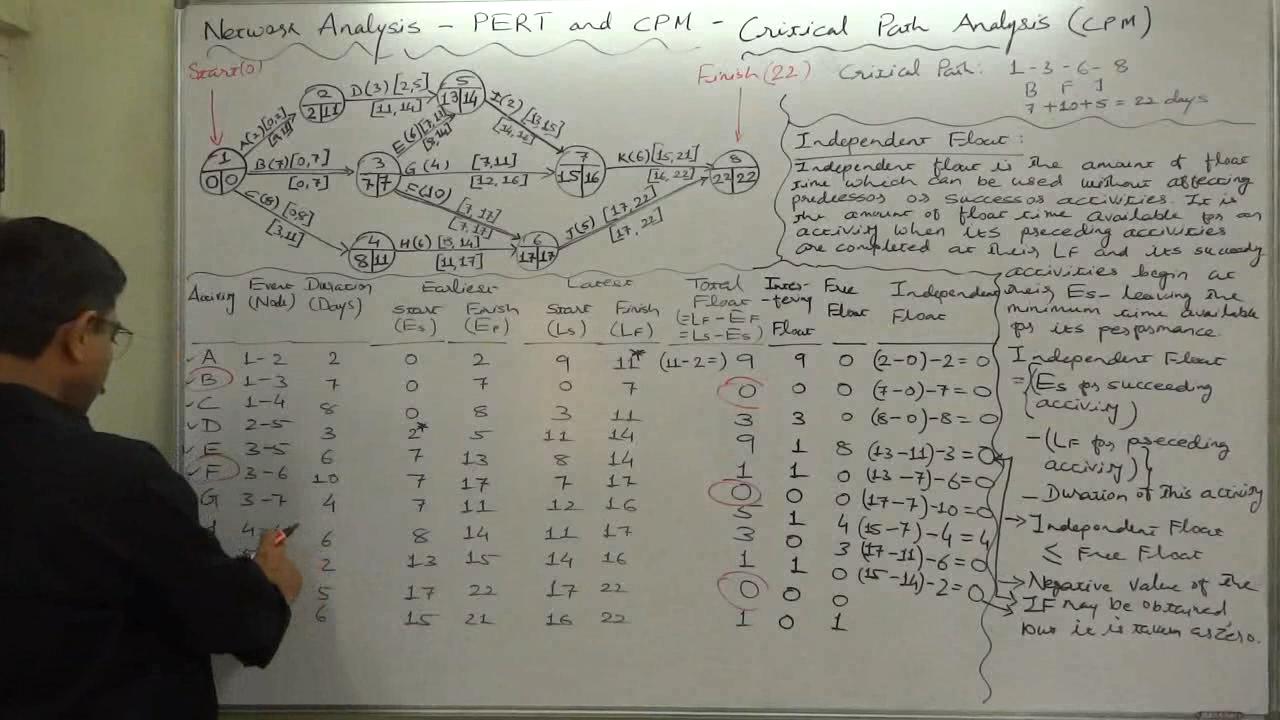 Network Analysis - PERT and CPM - Critical Path Analysis (CPM)
Start(0)
Finish(22)
Critical Path: 1-3-6-8
B F J
7+10+5 = 22 days
1
0 0
2
2 11
3
7 7
4
8 11
5
13 14
6
17 17
7
15 16
8
22 22
A(2)[0,2]
[9,11]
B(7)[0,7]
[0,7]
C(8)[0,8]
[3,11]
D(3)[2,5]
[11,14]
E(6)[7,13]
[8,14]
F(10) [7,17]
[7,17]
G(4) [7,11]
[12,16]
H(6)[8,14]
[11,17]
I(2)[13,15]
[14,16]
J(5) [17,22]
[17,22]
K(6)[15,21]
[16,22]
Independent Float:
Independent float is the amount of float
time which can be used without affecting
predecessor or successor activities. It is
the amount of float time available for an
activity when its preceding activities
are completed at their LF and its
activities begin at
their Es- leaving the
minimum time available
for its performance.
Independent Float
= {(Es for succeeding
activity)
-(LF for preceding
activity)}
- Duration of this activity
→ Independent Float
≤ Free Float
→ Negative value of the
→ IF may be obtained
but it is taken as Zero.
Activity Event (Node) Duration (Days) Earliest Latest Total Float (=LF-EF =LS-ES) Inter-fering Float Free Float Independent Float
Start (Es) Finish (EF) Start (Ls) Finish (LF)
✓ A 1-2 2 0 2 9 11* (11-2=) 9 9 0 (2-0)-2=0
✓ B 1-3 7 0 7 0 7 0 0 0 (7-0)-7=0
✓ C 1-4 8 0 8 3 11 3 3 0 (8-0)-8=0
✓ D 2-5 3 2* 5 11 14 9 1 8 (13-11)-3=0
✓ E 3-5 6 7 13 8 14 1 1 0 (13-7)-6=0
✓ F 3-6 10 7 17 7 17 0 0 0 (17-7)-10=0
G 3-7 4 7 11 12 16 5 1 4 (15-7)-4=4
6 8 14 11 17 3 0 3 (17-11)-6=0
2 13 15 14 16 1 1 0 (15-14)-2=0
5 17 22 17 22 0 0 0
6 15 21 16 22 1 0 1